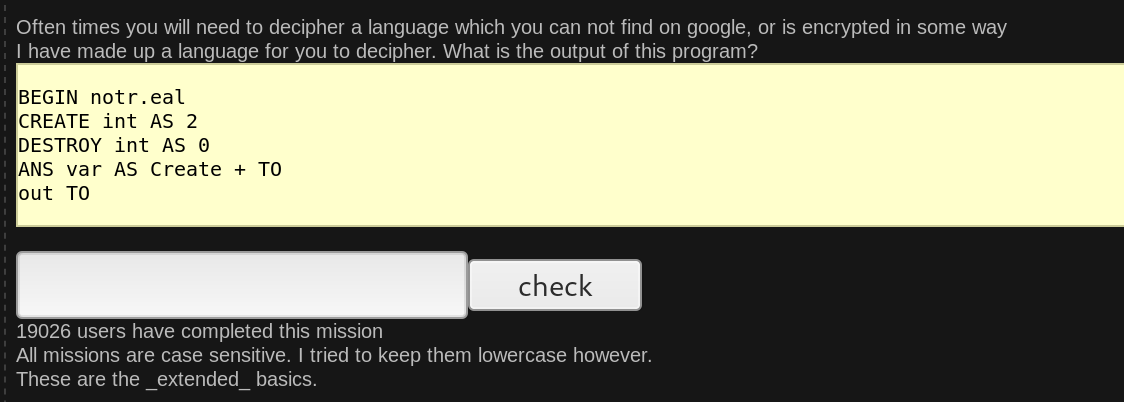 Often times you will need to decipher a language which you can not find on google, or is encrypted in some way
I have made up a language for you to decipher. What is the output of this program?
BEGIN notr.eal
CREATE int AS 2
DESTROY int AS 0
ANS var AS Create + TO
out TO
check
19026 users have completed this mission
All missions are case sensitive. I tried to keep them lowercase however.
These are the _extended_ basics.